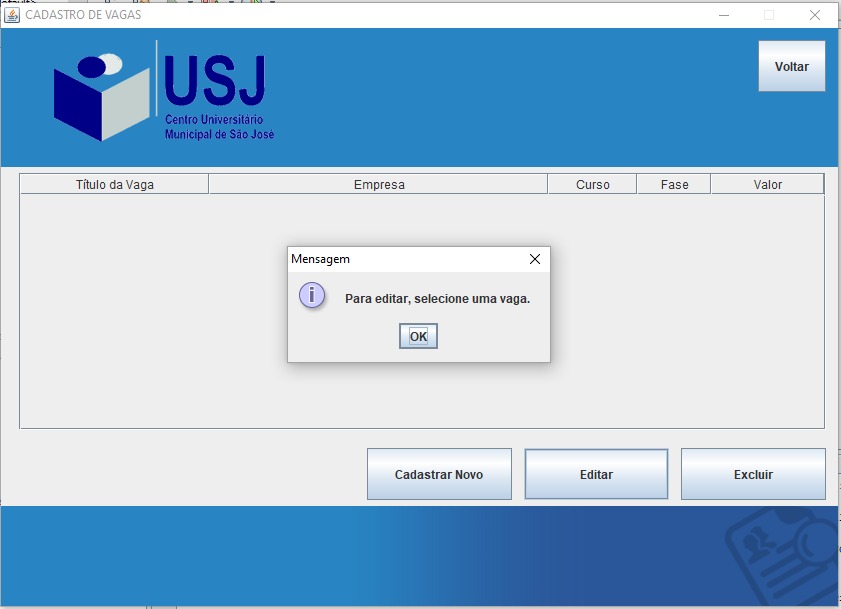 CADASTRO DE VAGAS
USJ
Centro Universitário
Municipal de São José
Voltar
Título da Vaga Empresa Curso Fase Valor
Mensagem
Para editar, selecione uma vaga.
OK
Cadastrar Novo Editar Excluir